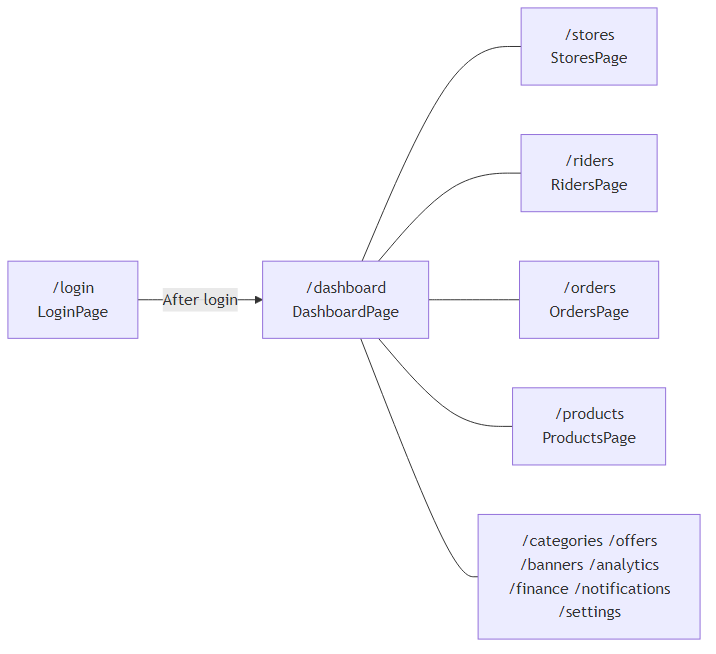 /login
LoginPage
After login
/dashboard
DashboardPage
/stores
StoresPage
/riders
RidersPage
/orders
OrdersPage
/products
ProductsPage
/categories /offers
/banners /analytics
/finance /notifications
/settings